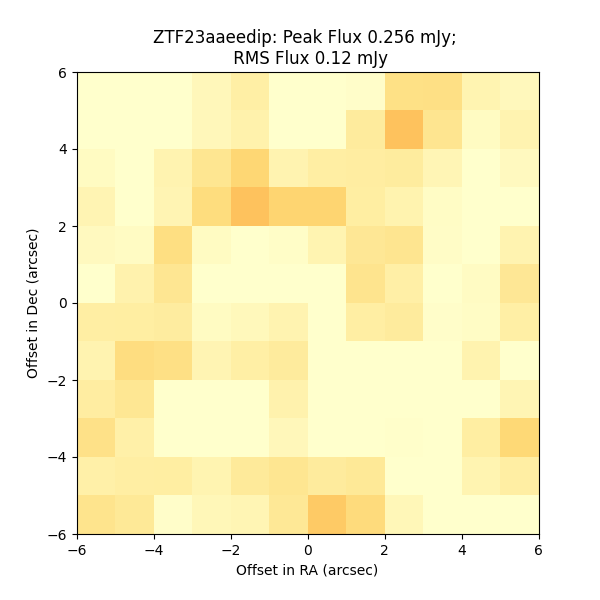 ZTF23aaeedip: Peak Flux 0.256 mJy;
RMS Flux 0.12 mJy
6
4
2
0
−2
−4
−6
Offset in Dec (arcsec)
−6 −4 −2 0 2 4 6
Offset in RA (arcsec)